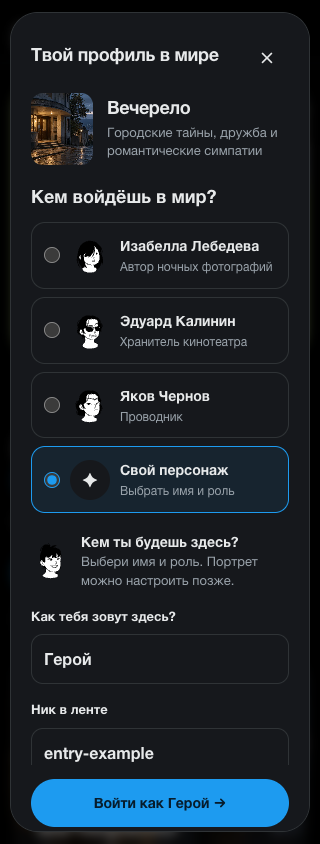 Твой профиль в мире
Вечерело
Городские тайны, дружба и
романтические симпатии
Кем войдёшь в мир?
Изабелла Лебедева
Автор ночных фотографий
Эдуард Калинин
Хранитель кинотеатра
Яков Чернов
Проводник
Свой персонаж
Выбрать имя и роль
Кем ты будешь здесь?
Выбери имя и роль. Портрет
можно настроить позже.
Как тебя зовут здесь?
Герой
Ник в ленте
entry-example
Войти как Герой →